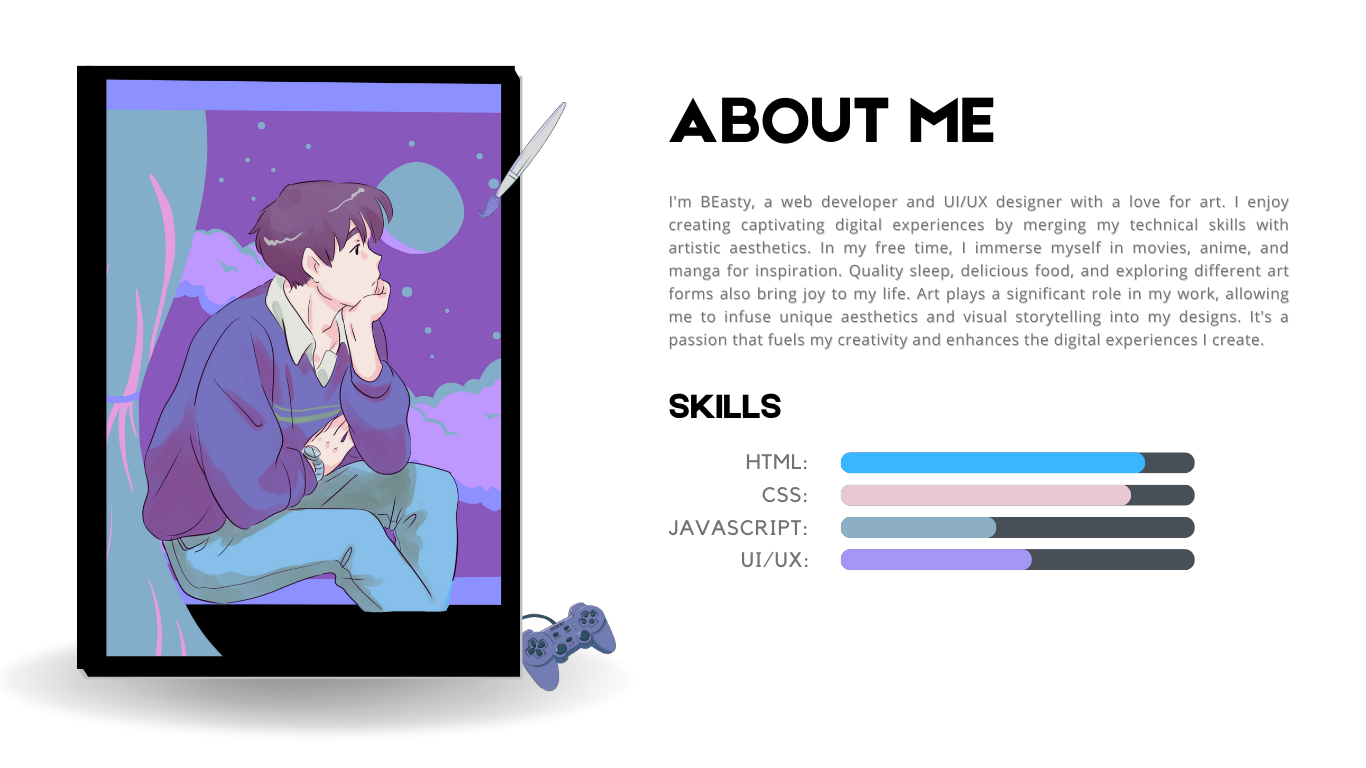 ABOUT ME
I'm BEasty, a web developer and UI/UX designer with a love for art. I enjoy
creating captivating digital experiences by merging my technical skills with
artistic aesthetics. In my free time, I immerse myself in movies, anime, and
manga for inspiration. Quality sleep, delicious food, and exploring different art
forms also bring joy to my life. Art plays a significant role in my work, allowing
me to infuse unique aesthetics and visual storytelling into my designs. It's a
passion that fuels my creativity and enhances the digital experiences I create.
SKILLS
HTML:
CSS:
JAVASCRIPT:
UI/UX: